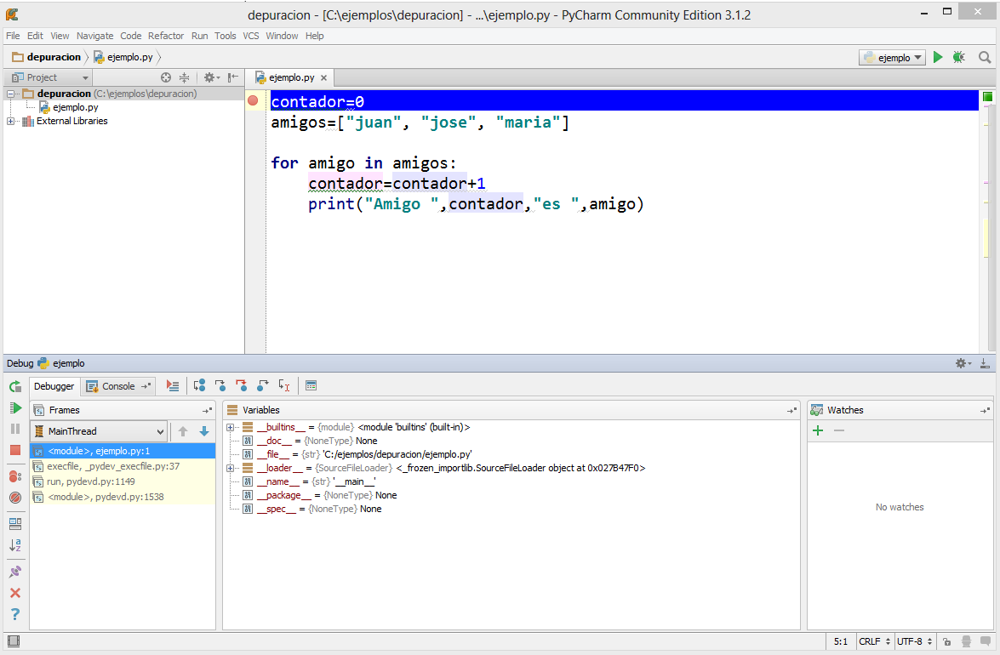 depuracion - [C:\ejemplos\depuracion] - ...\ejemplo.py - PyCharm Community Edition 3.1.2
File Edit View Navigate Code Refactor Run Tools VCS Window Help
depuracion ejemplo.py ejemplo
Project ejemplo.py
depuracion (C:\ejemplos\depuracion)
ejemplo.py
External Libraries
contador=0
amigos=["juan", "jose", "maria"]
for amigo in amigos:
contador=contador+1
print("Amigo ",contador,"es ",amigo)
Debug ejemplo
Debugger Console
Frames
MainThread
<module>, ejemplo.py:1
execfile, _pydev_execfile.py:37
run, pydevd.py:1149
<module>, pydevd.py:1538
Variables
__builtins__ = {module} <module 'builtins' (built-in)>
__doc__ = {NoneType} None
__file__ = {str} 'C:/ejemplos/depuracion/ejemplo.py'
__loader__ = {SourceFileLoader} <_frozen_importlib.SourceFileLoader object at 0x027B47F0>
__name__ = {str} '__main__'
__package__ = {NoneType} None
__spec__ = {NoneType} None
Watches
No watches
5:1 CRLF UTF-8